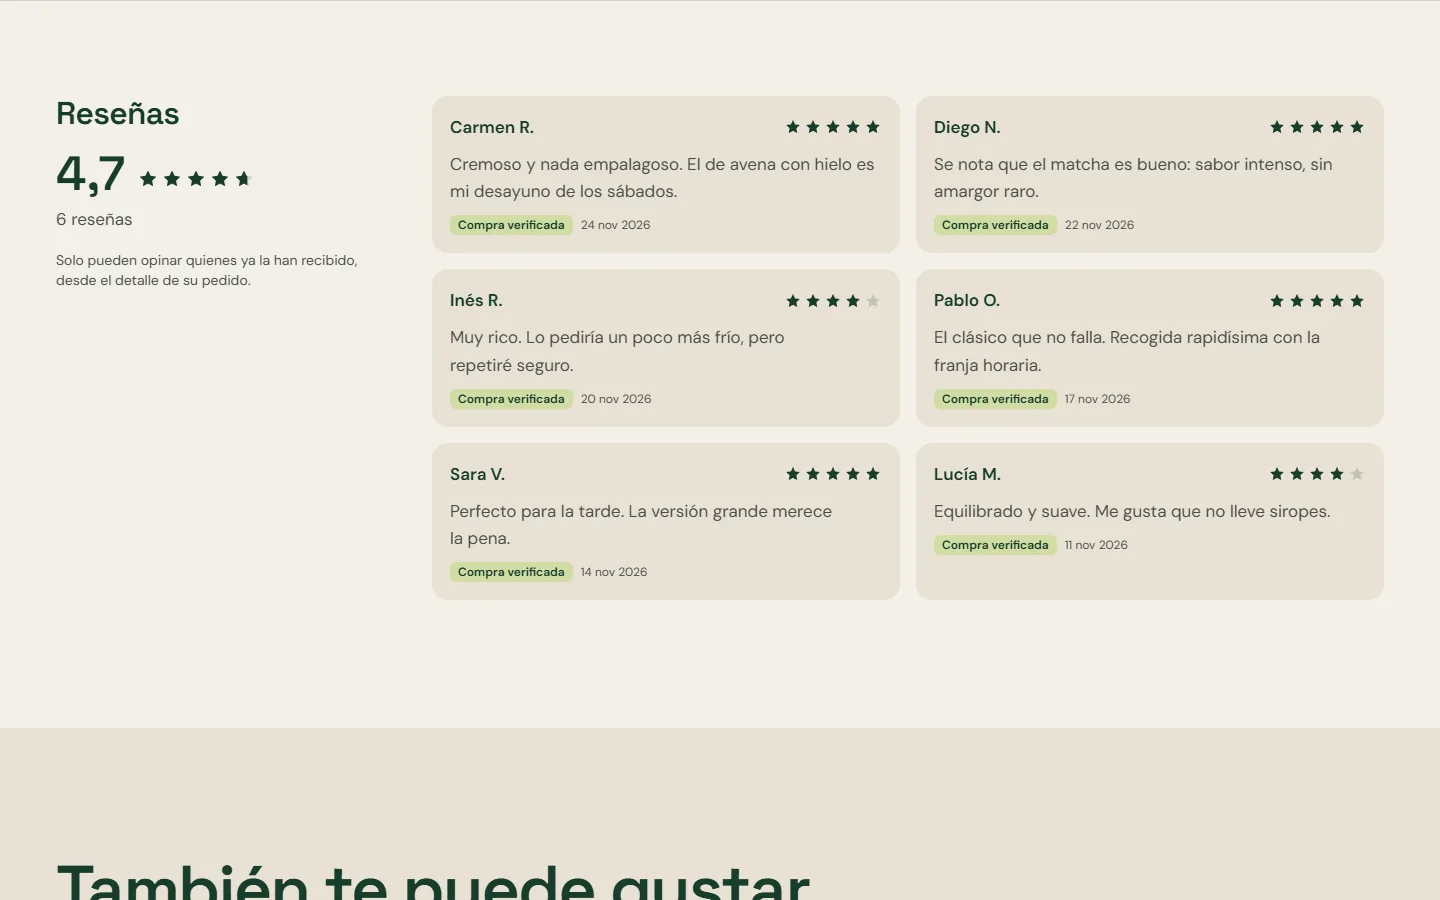 Reseñas
4,7
6 reseñas
Solo pueden opinar quienes ya la han recibido,
desde el detalle de su pedido.
Carmen R.
Cremoso y nada empalagoso. El de avena con hielo es
mi desayuno de los sábados.
Compra verificada 24 nov 2026
Diego N.
Se nota que el matcha es bueno: sabor intenso, sin
amargor raro.
Compra verificada 22 nov 2026
Inés R.
Muy rico. Lo pediría un poco más frío, pero
repetiré seguro.
Compra verificada 20 nov 2026
Pablo O.
El clásico que no falla. Recogida rapidísima con la
franja horaria.
Compra verificada 17 nov 2026
Sara V.
Perfecto para la tarde. La versión grande merece
la pena.
Compra verificada 14 nov 2026
Lucía M.
Equilibrado y suave. Me gusta que no lleve siropes.
Compra verificada 11 nov 2026
También te puede gustar